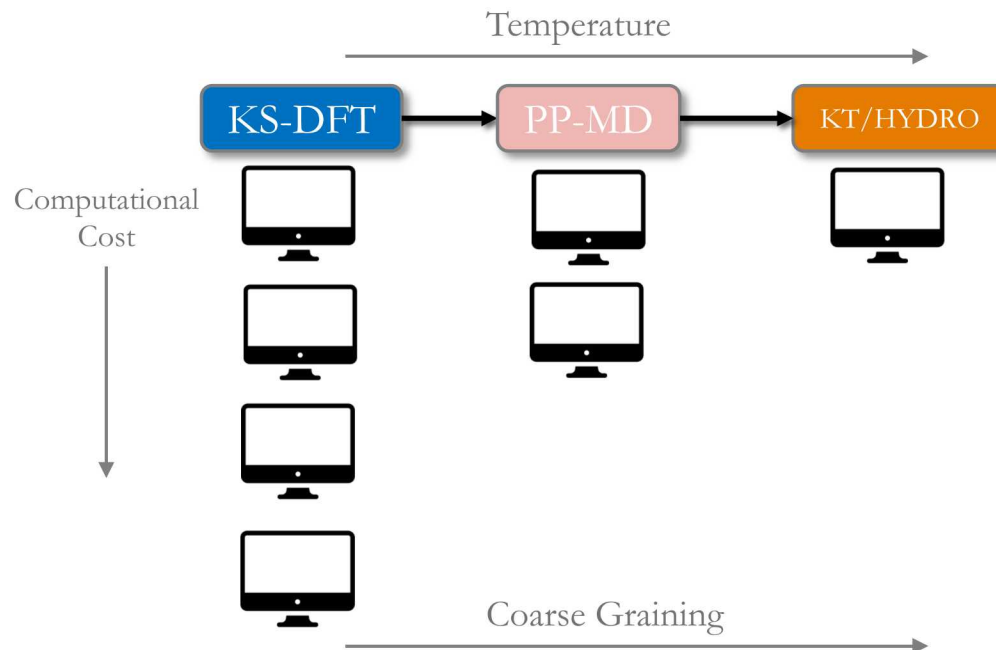 Temperature
KS-DFT
PP-MD
KT/HYDRO
Computational
Cost
Coarse Graining